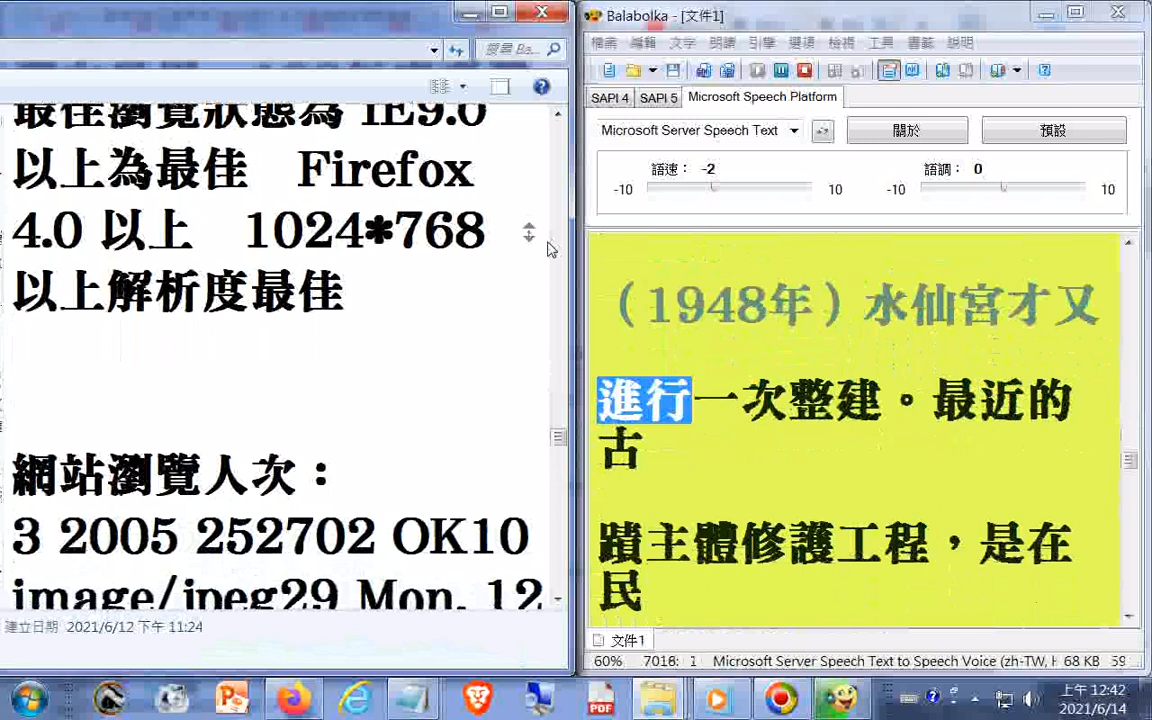 最佳瀏覽狀態為 IE9.0
以上為最佳 Firefox
4.0 以上 1024*768
以上解析度最佳
網站瀏覽人次：
3 2005 252702 OK10
image/jpeg29 Mon, 12
建立日期 2021/6/12 下午 11:24
搜尋 Ba...
Balabolka - [文件1]
檔案 編輯 文字 朗讀 引擎 選項 檢視 工具 書籤 說明
SAPI 4 SAPI 5 Microsoft Speech Platform
Microsoft Server Speech Text 關於 預設
語速： -2 語調： 0
-10 10 -10 10
（1948年）水仙宮才又
進行一次整建。最近的
古
蹟主體修護工程，是在
民
文件1
60% 7016: 1 Microsoft Server Speech Text to Speech Voice (zh-TW, H 68 KB 59
PDF
上午 12:42
2021/6/14